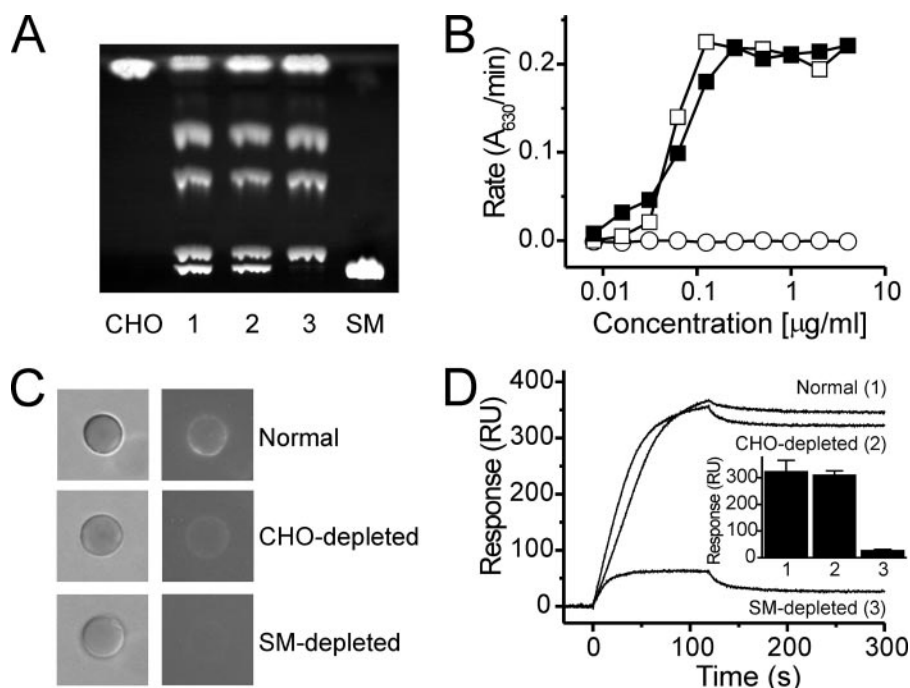 A
CHO 1 2 3 SM
B
Rate (A630/min)
0.2
0.1
0.0
0.01 0.1 1 10
Concentration [µg/ml]
C
Normal
CHO-depleted
SM-depleted
D
Response (RU)
400
300
200
100
0
Normal (1)
CHO-depleted (2)
Response (RU)
300
200
100
0
1 2 3
SM-depleted (3)
0 100 200 300
Time (s)